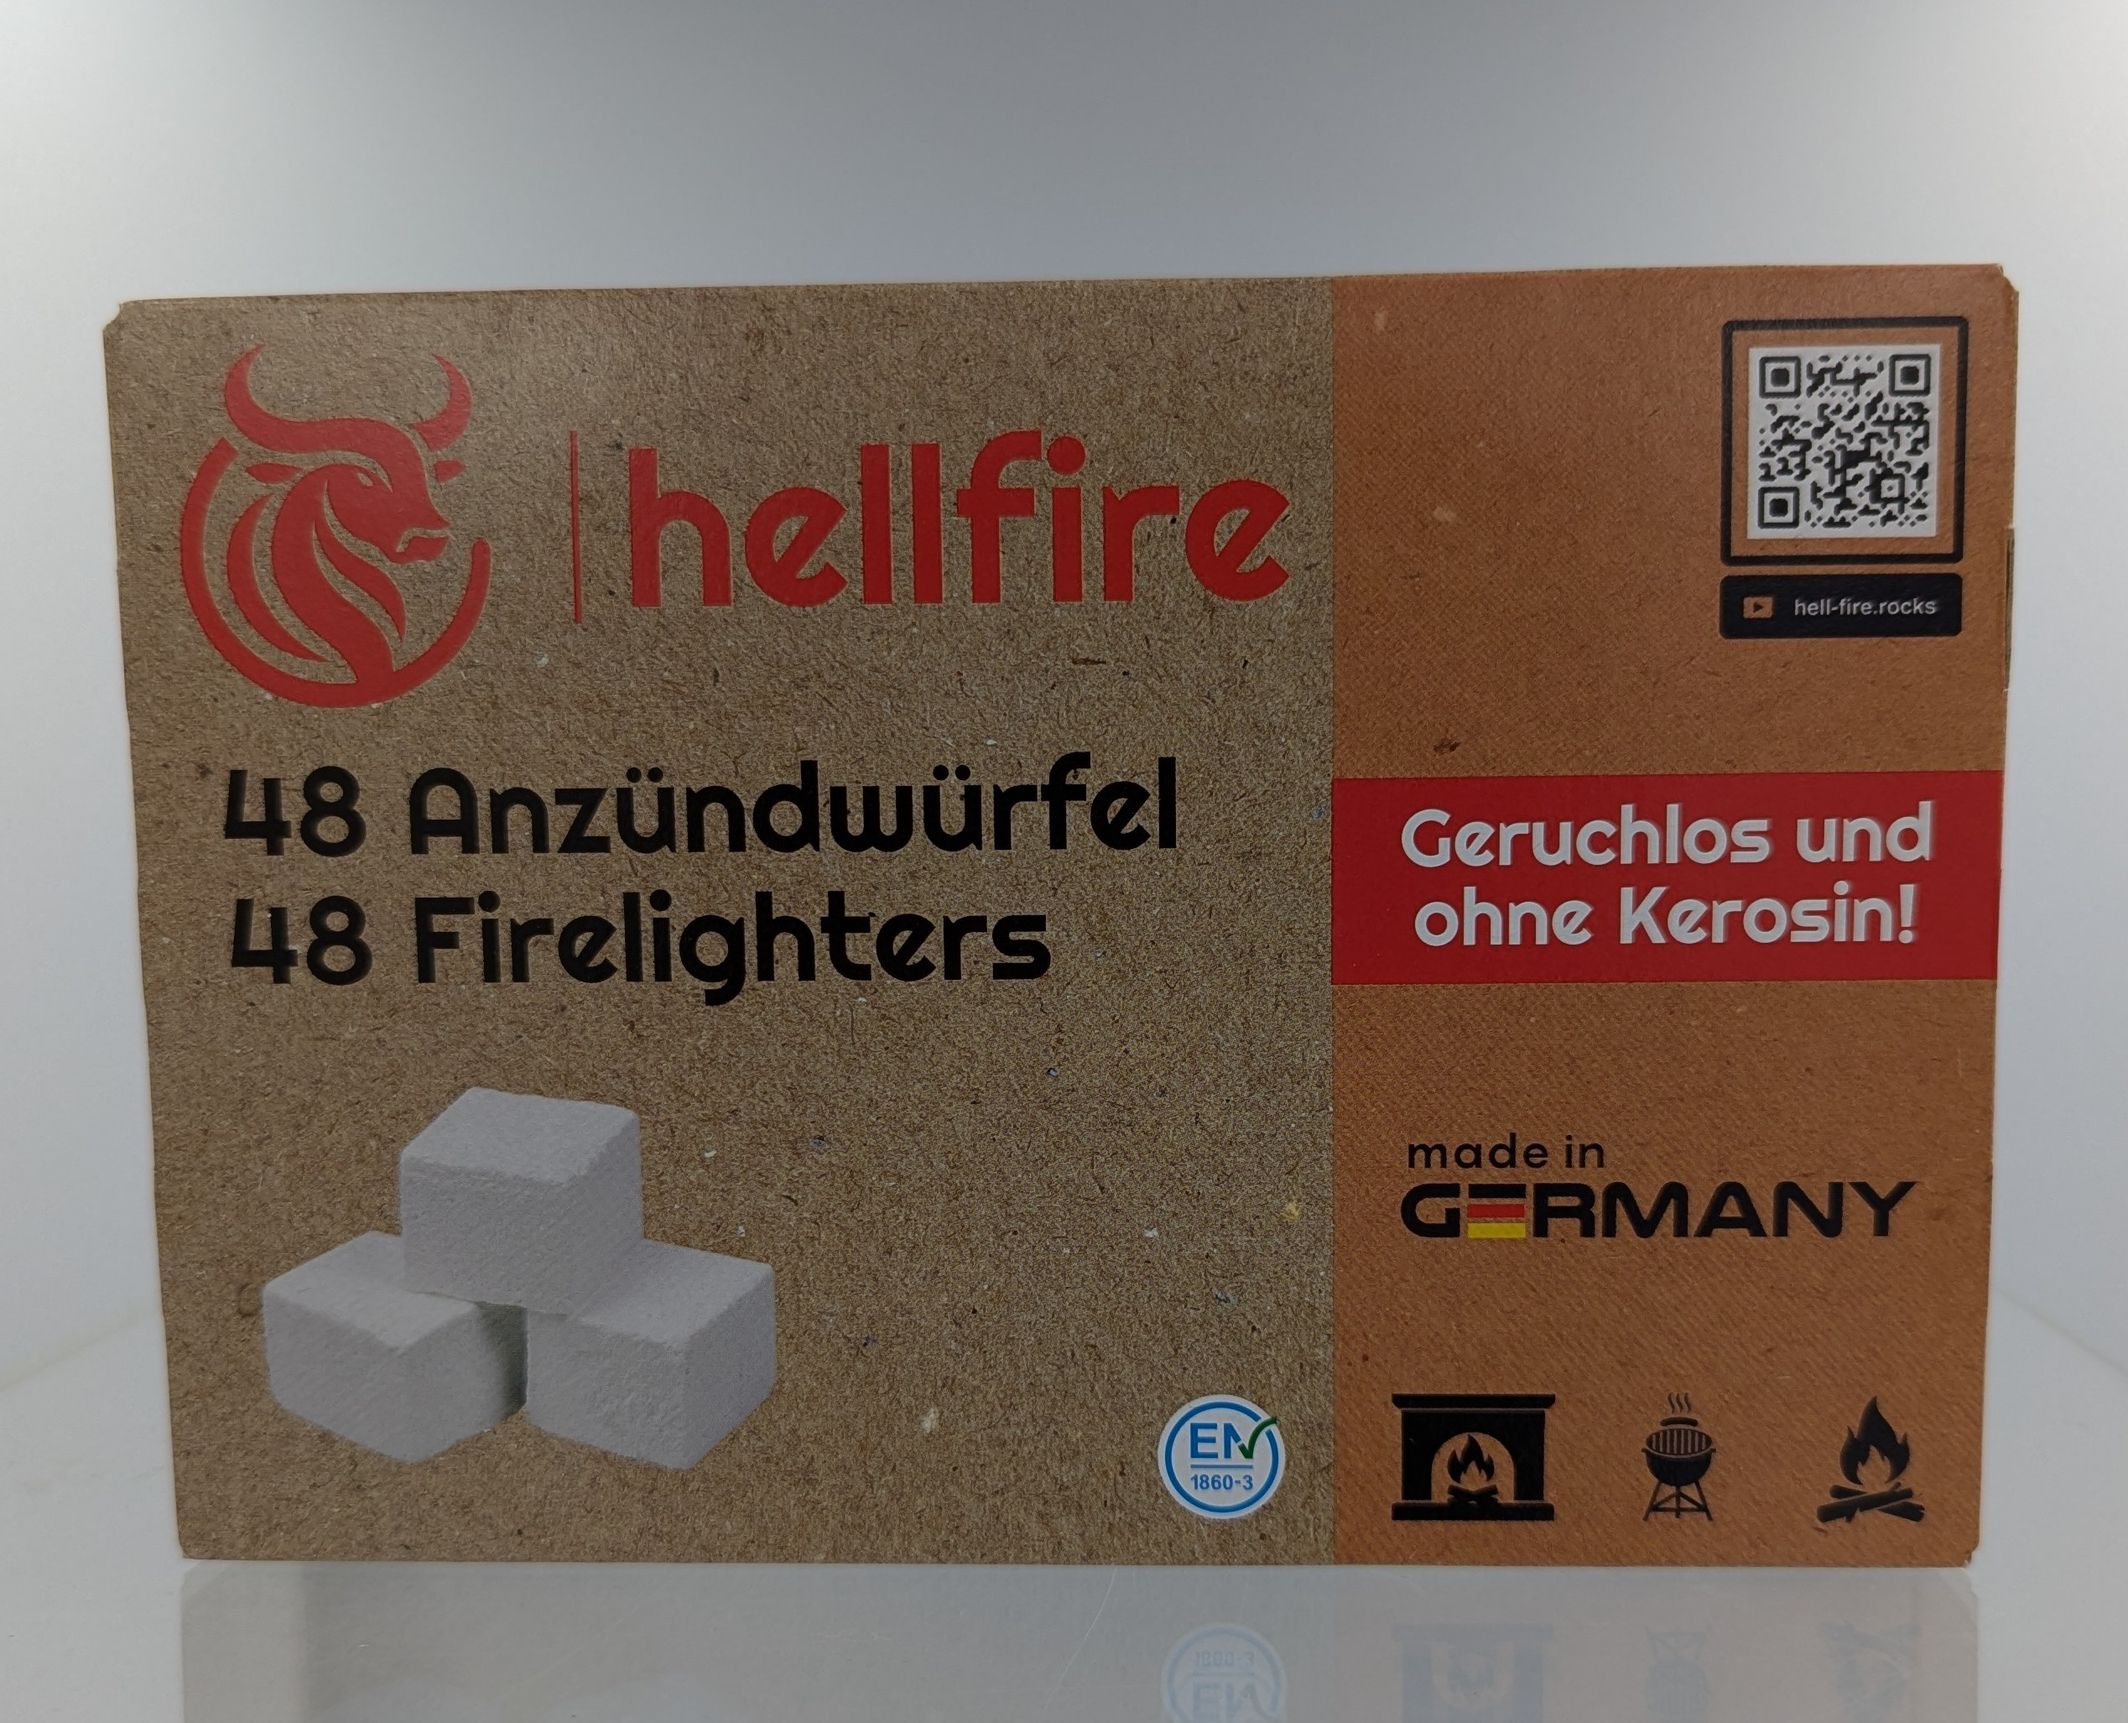 hellfire
48 Anzündwürfel
48 Firelighters
EN
1860-3
hell-fire.rocks
Geruchlos und
ohne Kerosin!
made in
GERMANY